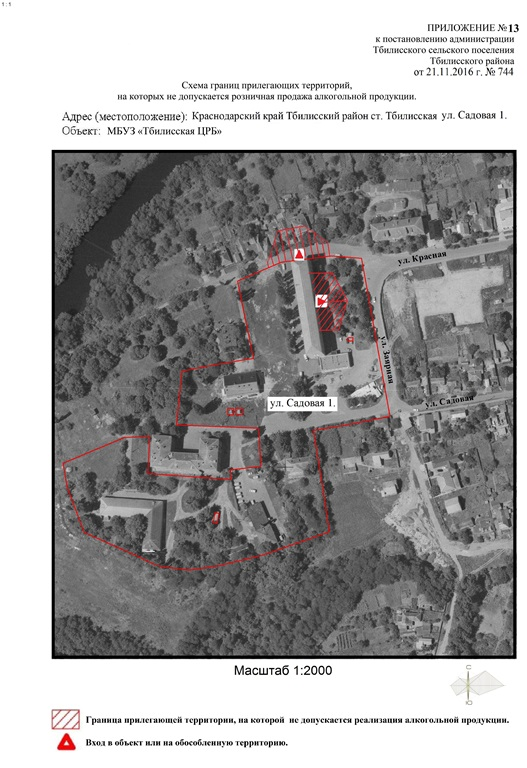 1:1
ПРИЛОЖЕНИЕ №13
к постановлению администрации
Тбилисского сельского поселения
Тбилисского района
от 21.11.2016 г. № 744
Схема границ прилегающих территорий,
на которых не допускается розничная продажа алкогольной продукции.
Адрес (местоположение): Краснодарский край Тбилисский район ст. Тбилисская ул. Садовая 1.
Объект: МБУЗ «Тбилисская ЦРБ»
ул. Красная
ул. Заирная
ул. Садовая 1.
ул. Садовая
Масштаб 1:2000
Граница прилегающей территории, на которой не допускается реализация алкогольной продукции.
Вход в объект или на обособленную территорию.